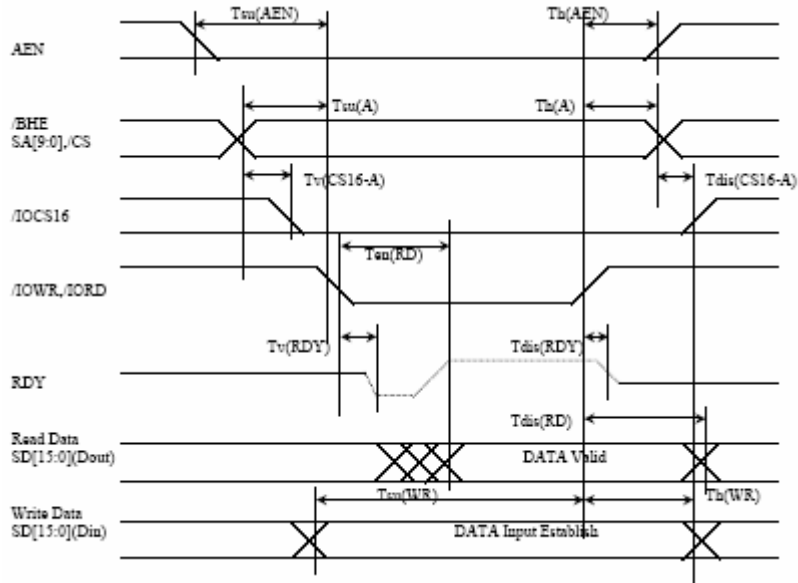 Tsu(AEN)
Th(AEN)
AEN
Tsu(A)
Th(A)
/BHE
SA[9:0],/CS
Tv(CS16-A)
Tdis(CS16-A)
/IOCS16
Ten(RD)
/IOWR,/IORD
Tv(RDY)
Tdis(RDY)
RDY
Tdis(RD)
Read Data
SD[15:0](Dout)
DATA Valid
Tsu(WR)
Th(WR)
Write Data
SD[15:0](Din)
DATA Input Establish